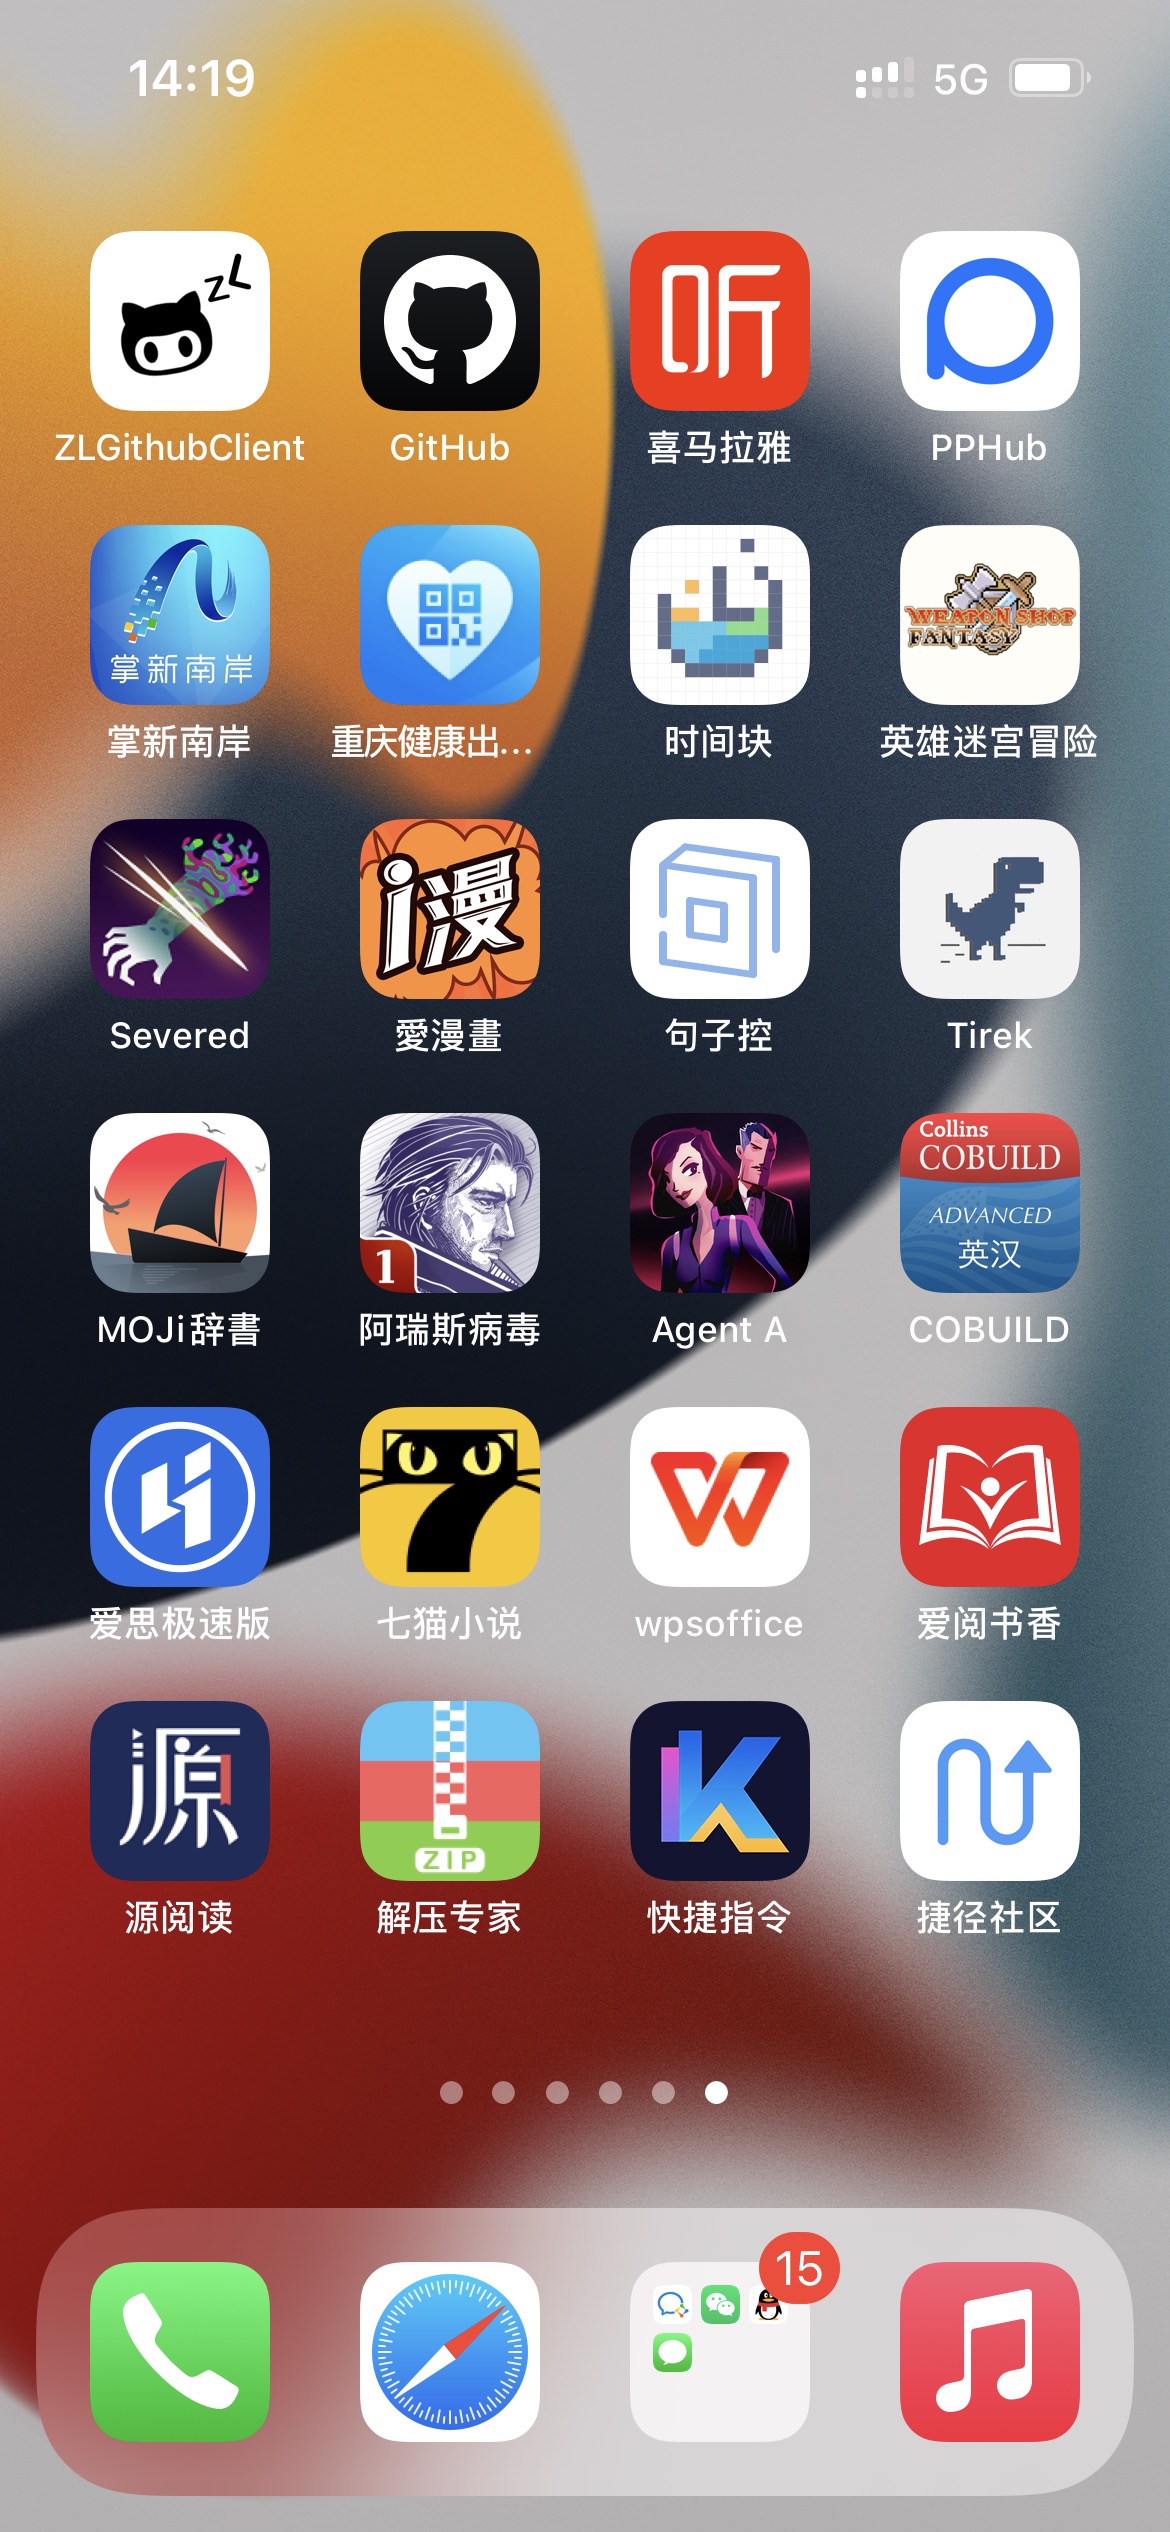 14:19
5G
zL
听
ZLGithubClient
GitHub
喜马拉雅
PPHub
掌新南岸
WEAPON SHOP
FANTASY
掌新南岸
重庆健康出...
时间块
英雄迷宫冒险
i漫
Severed
愛漫畫
句子控
Tirek
Collins
COBUILD
ADVANCED
英汉
1
MOJi辞書
阿瑞斯病毒
Agent A
COBUILD
爱思极速版
七猫小说
wpsoffice
爱阅书香
源
ZIP
源阅读
解压专家
快捷指令
捷径社区
15